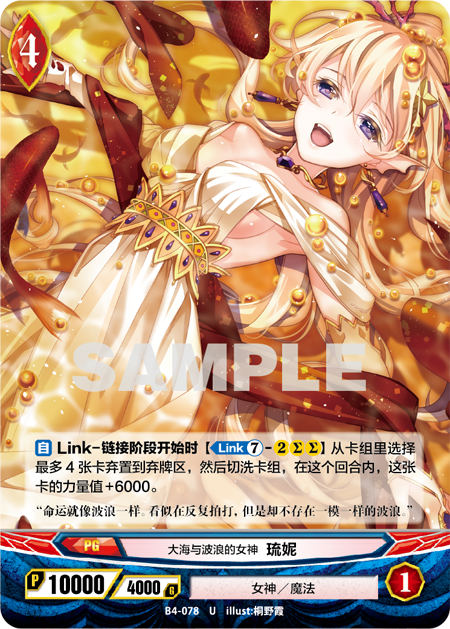 4
SAMPLE
自 Link-链接阶段开始时【Link 7 - 2ΣΣ】从卡组里选择
最多 4 张卡弃置到弃牌区，然后切洗卡组，在这个回合内，这张
卡的力量值+6000。
“命运就像波浪一样。看似在反复拍打，但是却不存在一模一样的波浪。”
PG 大海与波浪的女神 琉妮
P 10000 / 4000 G 女神／魔法 1
B4-078 U illust:桐野霞